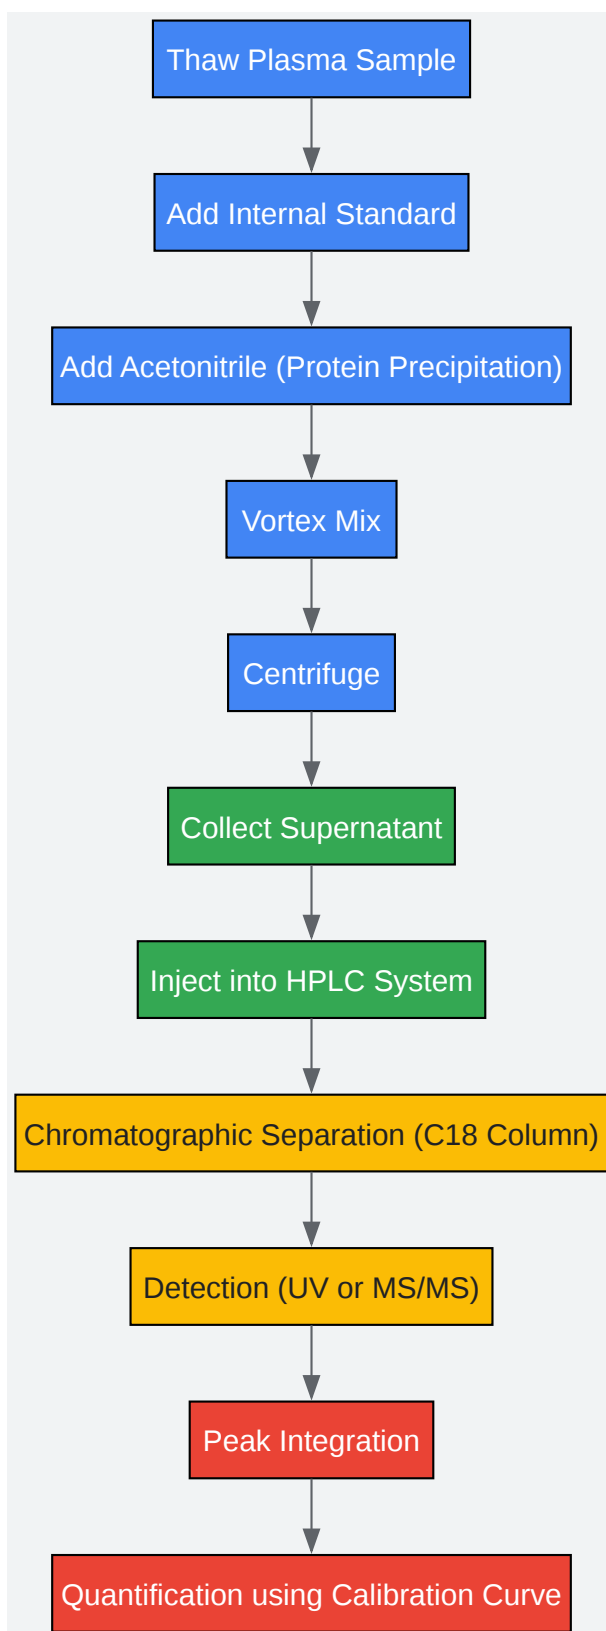 Thaw Plasma Sample
Add Internal Standard
Add Acetonitrile (Protein Precipitation)
Vortex Mix
Centrifuge
Collect Supernatant
Inject into HPLC System
Chromatographic Separation (C18 Column)
Detection (UV or MS/MS)
Peak Integration
Quantification using Calibration Curve